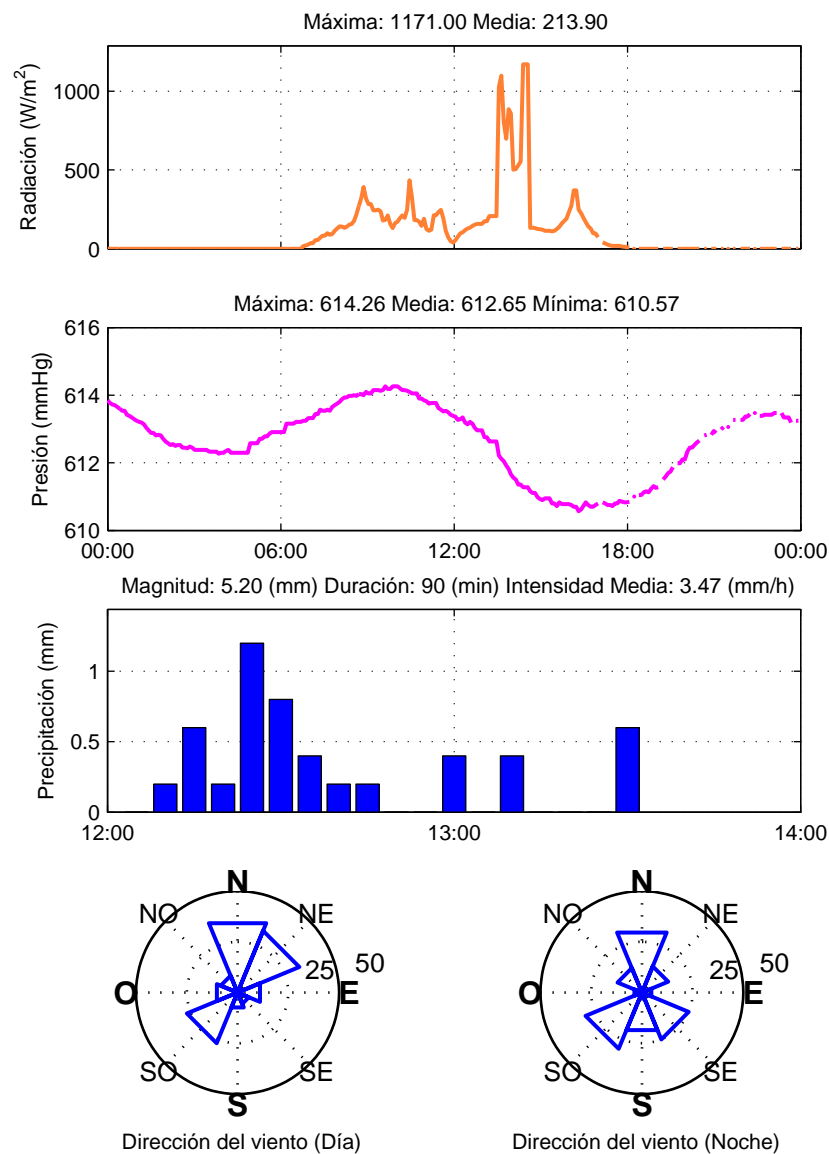 Máxima: 1171.00 Media: 213.90
Radiación (W/m²)
1000
500
0
Máxima: 614.26 Media: 612.65 Mínima: 610.57
Presión (mmHg)
616
614
612
610
00:00 06:00 12:00 18:00 00:00
Magnitud: 5.20 (mm) Duración: 90 (min) Intensidad Media: 3.47 (mm/h)
Precipitación (mm)
1
0.5
0
12:00 13:00 14:00
N N
NO NE NO NE
25 50 25 50
O E O E
SO SE SO SE
S S
Dirección del viento (Día) Dirección del viento (Noche)